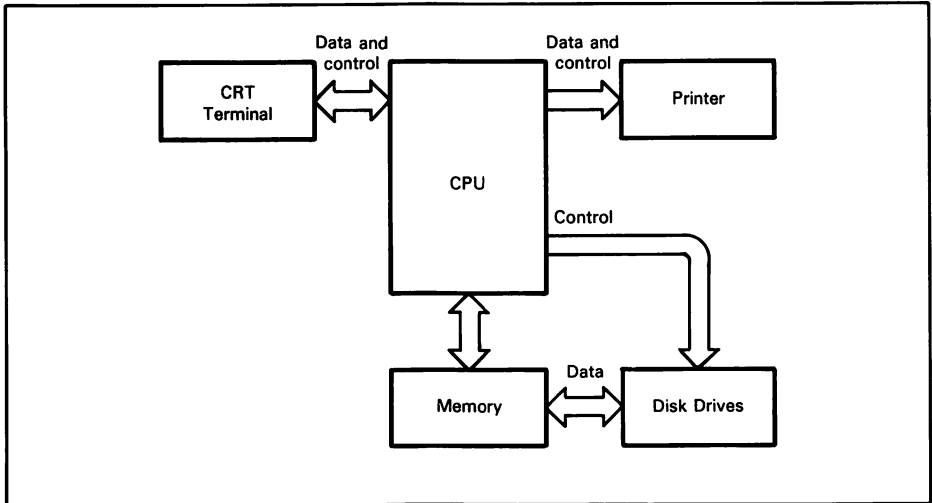 Data and
control
Data and
control
CRT
Terminal
Printer
CPU
Control
Data
Memory
Disk Drives